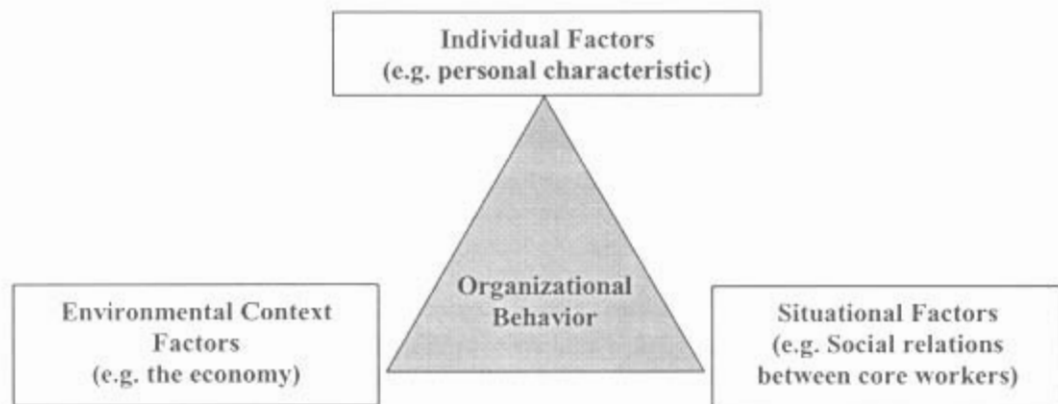 Individual Factors
(e.g. personal characteristic)
Organizational
Behavior
Environmental Context
Factors
(e.g. the economy)
Situational Factors
(e.g. Social relations
between core workers)